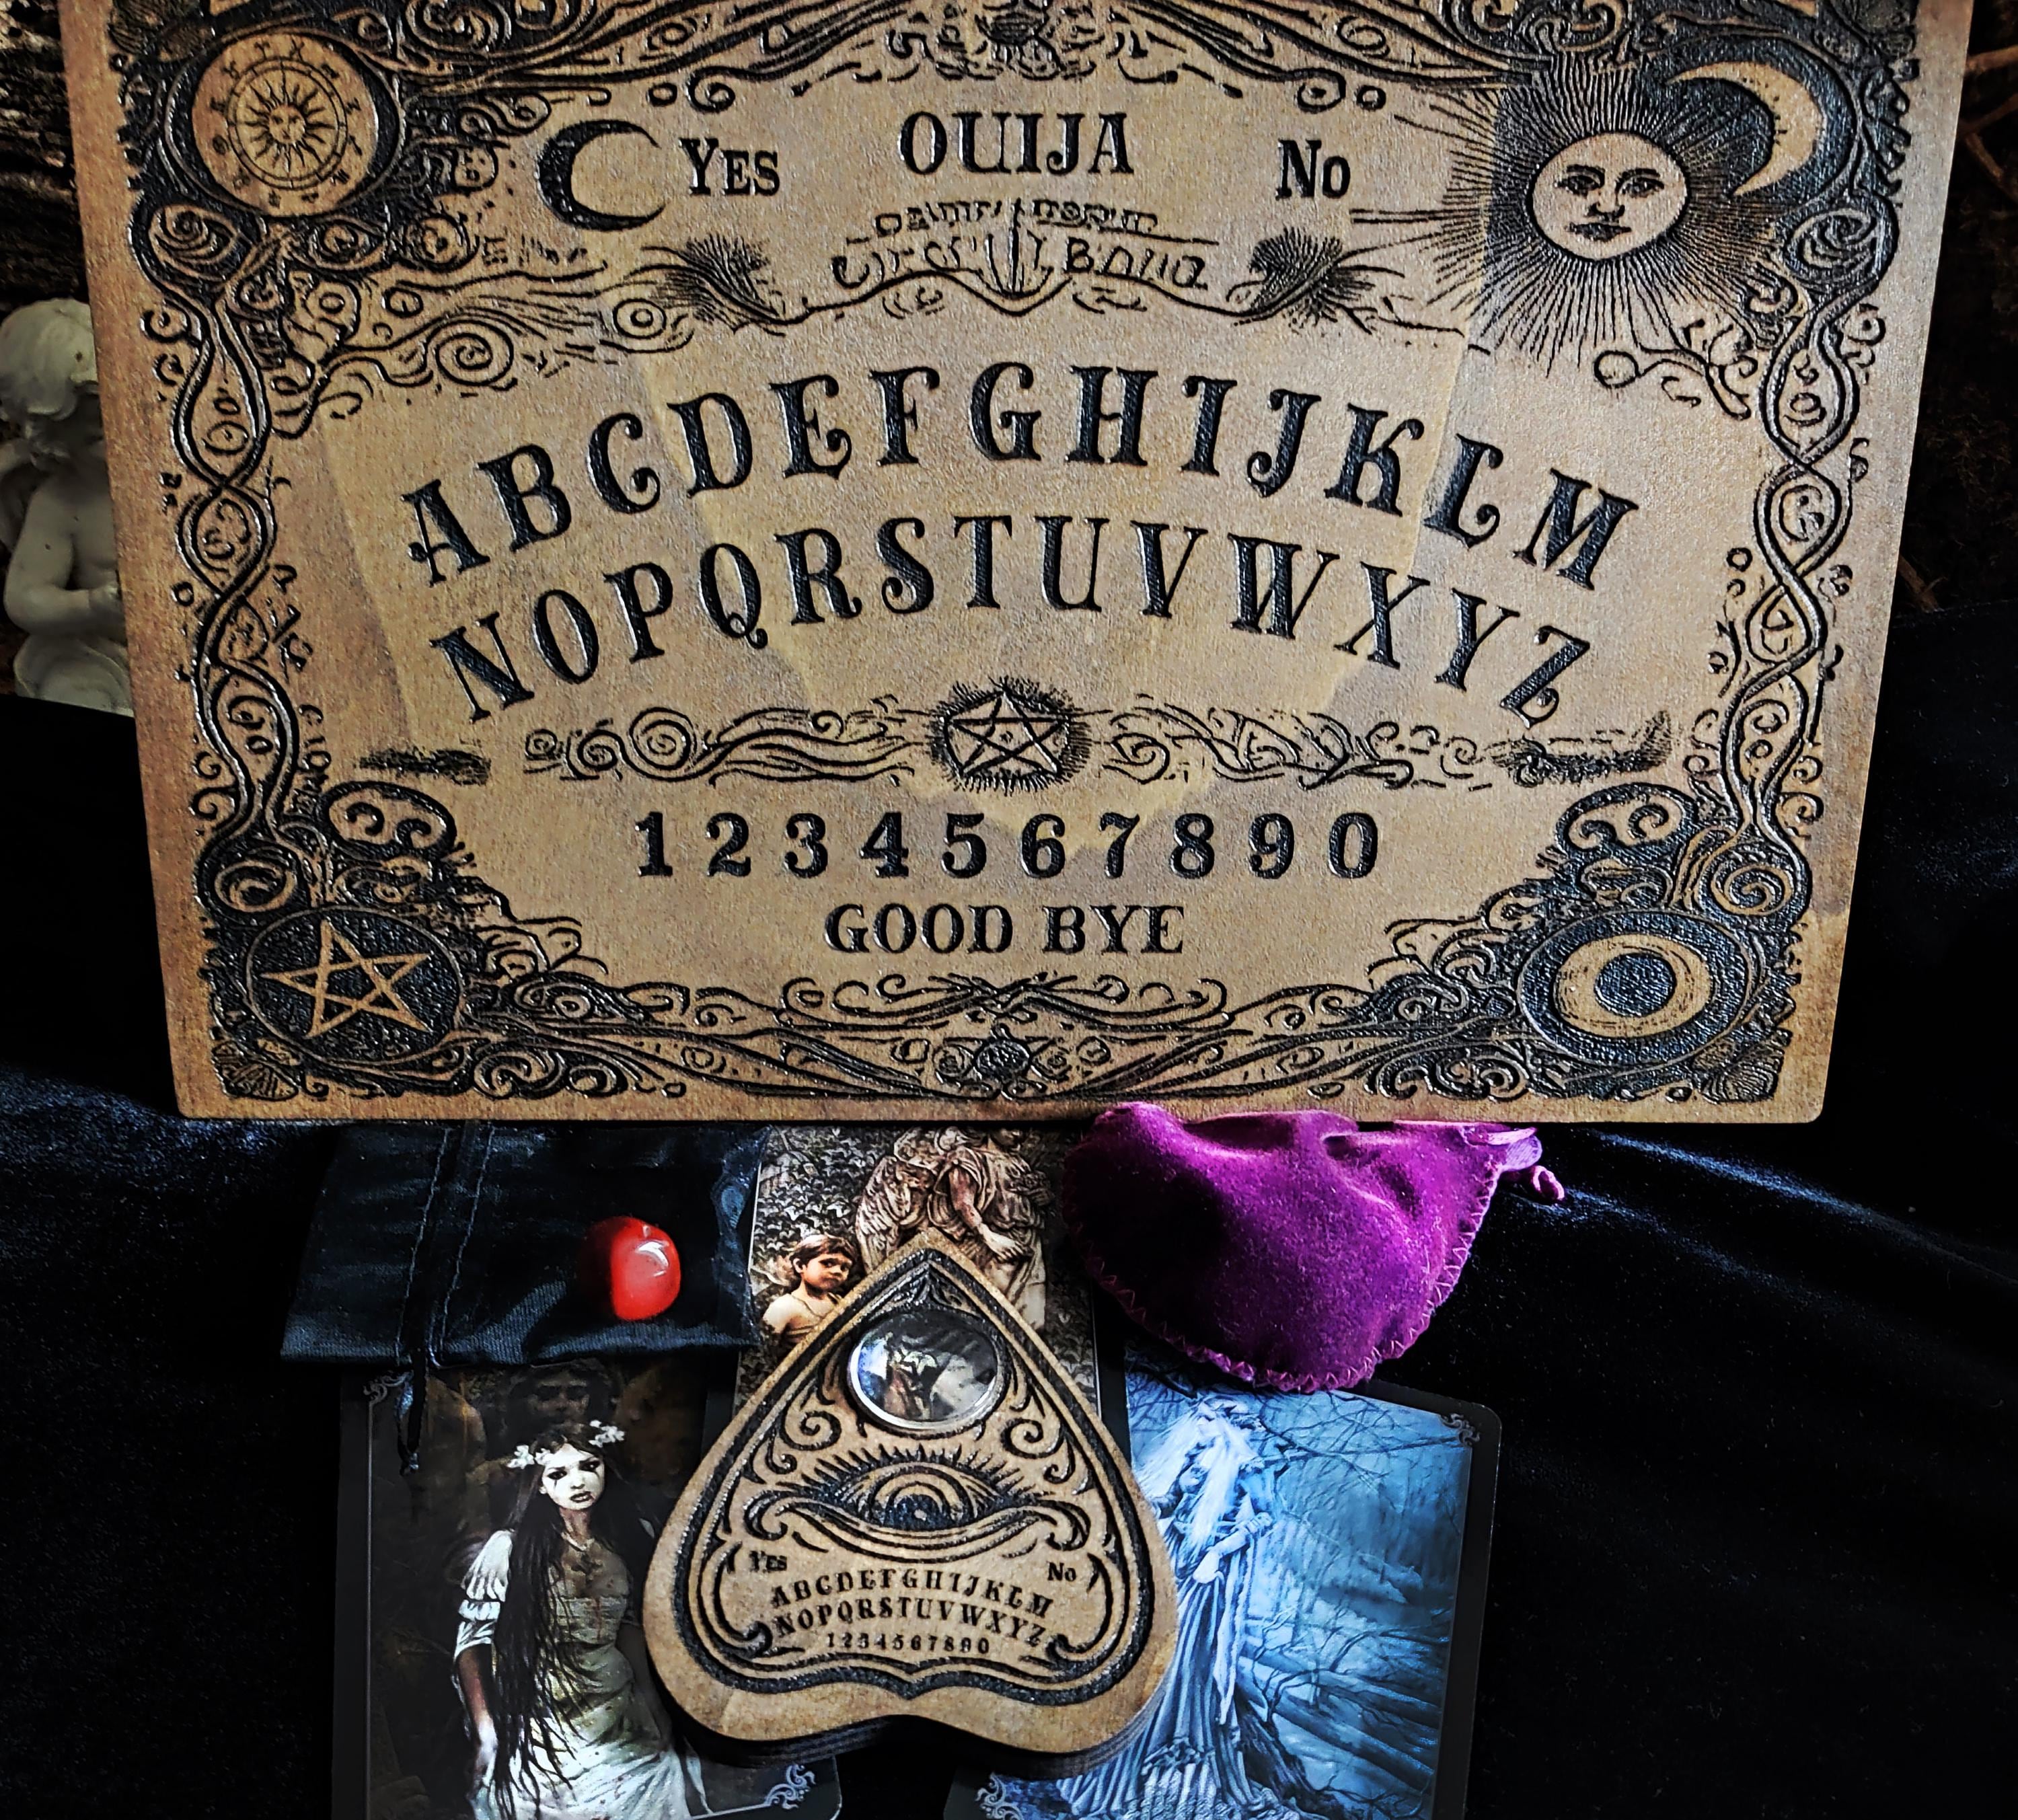 YES OUIJA NO
ABCDEFGHIJKLM
NOPQRSTUVWXYZ
1234567890
GOOD BYE
YES NO
ABCDEFGHIJKLM
NOPQRSTUVWXYZ
1234567890